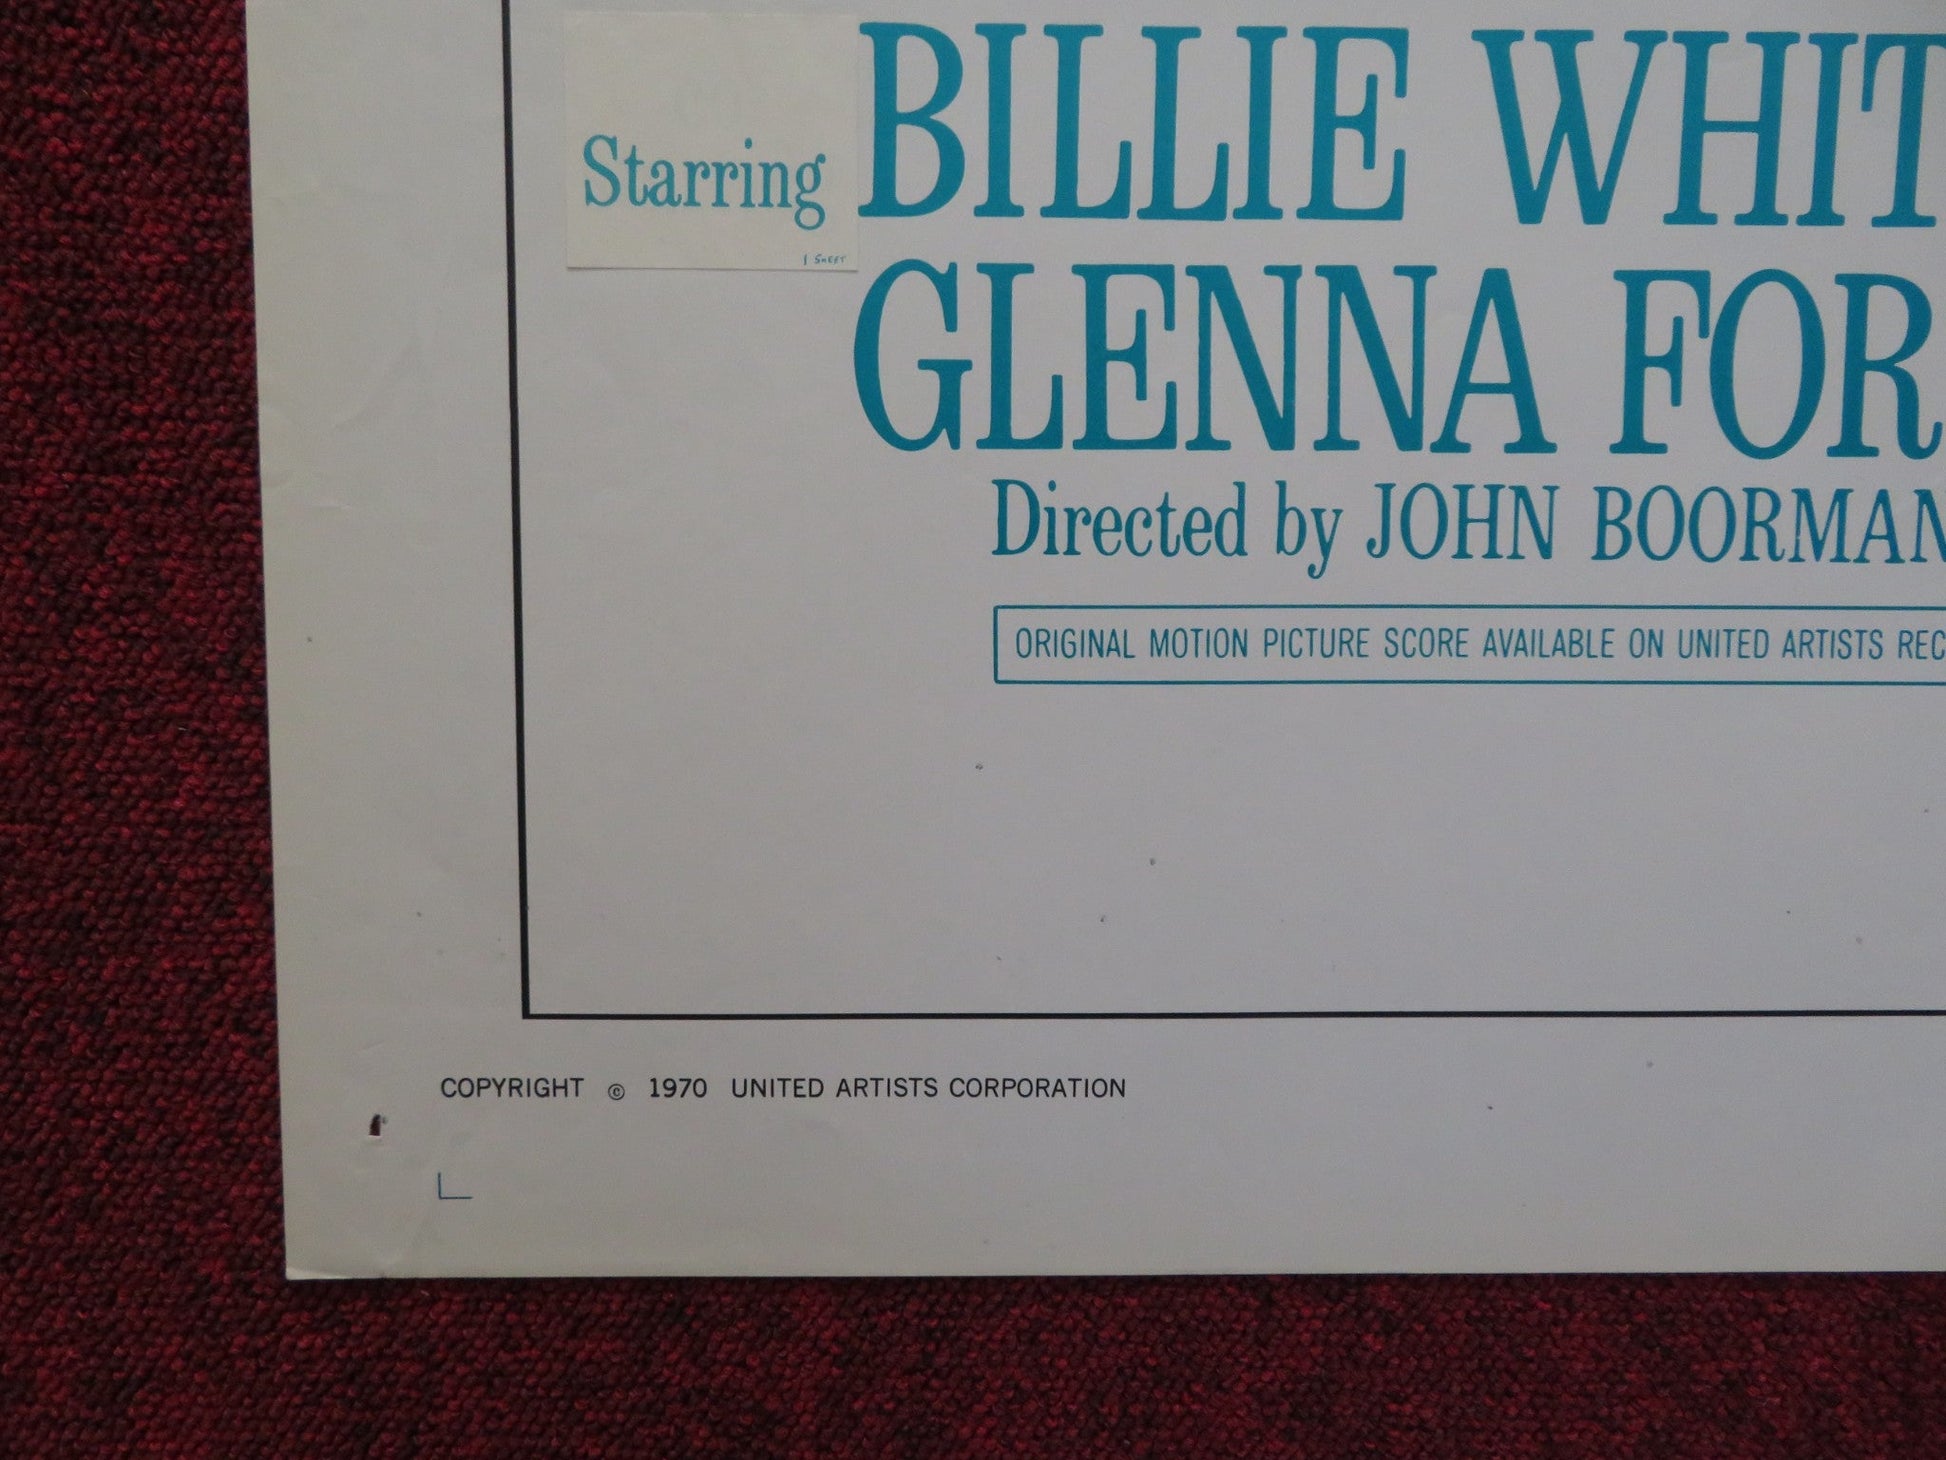 BILLIE WHIT
Starring
1 SHEET
GLENNA FOR
Directed by JOHN BOORMAN
ORIGINAL MOTION PICTURE SCORE AVAILABLE ON UNITED ARTISTS REC
COPYRIGHT © 1970 UNITED ARTISTS CORPORATION